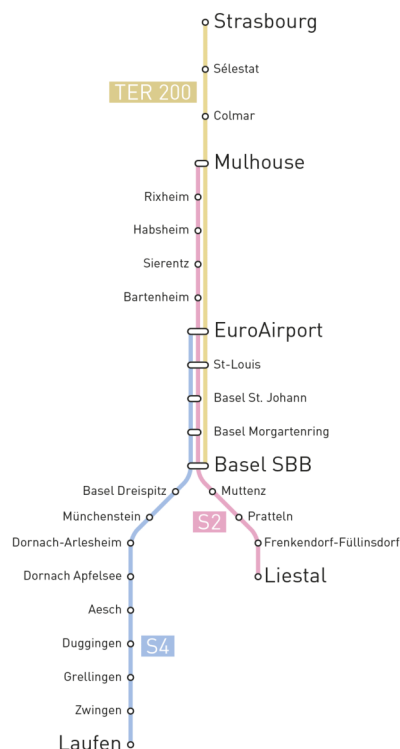 Strasbourg
Sélestat
TER 200
Colmar
Mulhouse
Rixheim
Habsheim
Sierentz
Bartenheim
EuroAirport
St-Louis
Basel St. Johann
Basel Morgartenring
Basel SBB
Basel Dreispitz
Muttenz
Münchenstein
S2
Pratteln
Dornach-Arlesheim
Frenkendorf-Füllinsdorf
Dornach Apfelsee
Liestal
Aesch
Duggingen
S4
Grellingen
Zwingen
Laufen